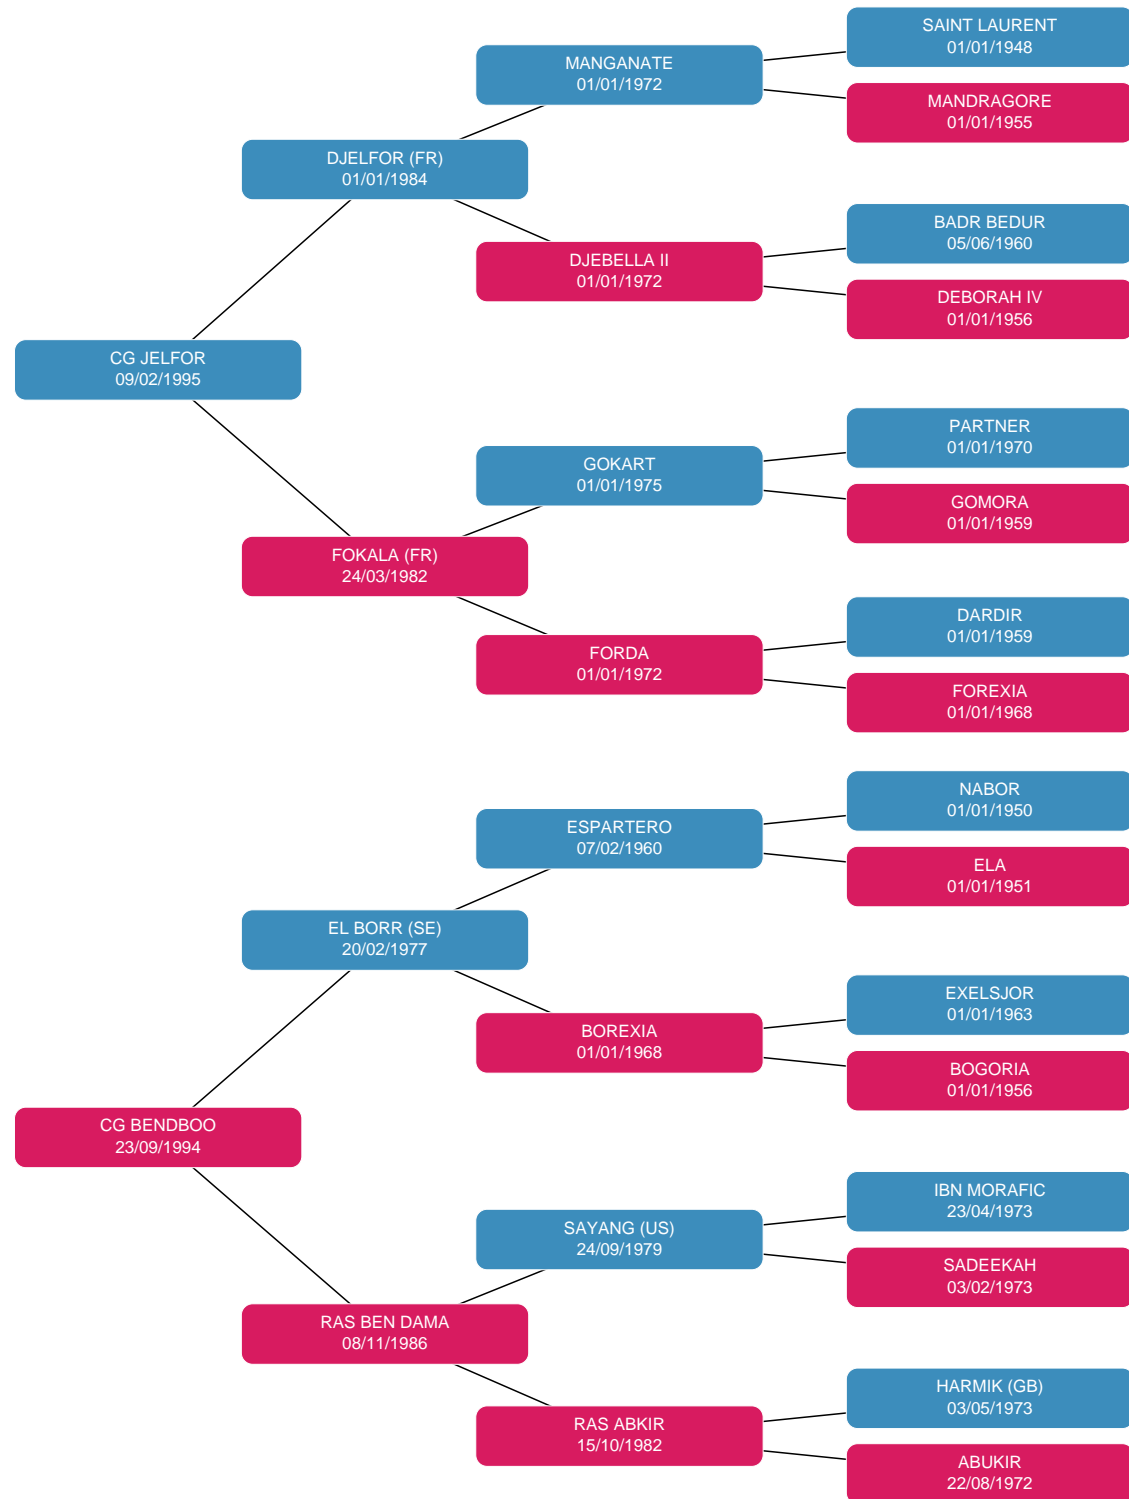 SAINT LAURENT
01/01/1948
MANGANATE
01/01/1972
MANDRAGORE
01/01/1955
DJELFOR (FR)
01/01/1984
BADR BEDUR
05/06/1960
DJEBELLA II
01/01/1972
DEBORAH IV
01/01/1956
CG JELFOR
09/02/1995
PARTNER
01/01/1970
GOKART
01/01/1975
GOMORA
01/01/1959
FOKALA (FR)
24/03/1982
DARDIR
01/01/1959
FORDA
01/01/1972
FOREXIA
01/01/1968
NABOR
01/01/1950
ESPARTERO
07/02/1960
ELA
01/01/1951
EL BORR (SE)
20/02/1977
EXELSJOR
01/01/1963
BOREXIA
01/01/1968
BOGORIA
01/01/1956
CG BENDBOO
23/09/1994
IBN MORAFIC
23/04/1973
SAYANG (US)
24/09/1979
SADEEKAH
03/02/1973
RAS BEN DAMA
08/11/1986
HARMIK (GB)
03/05/1973
RAS ABKIR
15/10/1982
ABUKIR
22/08/1972